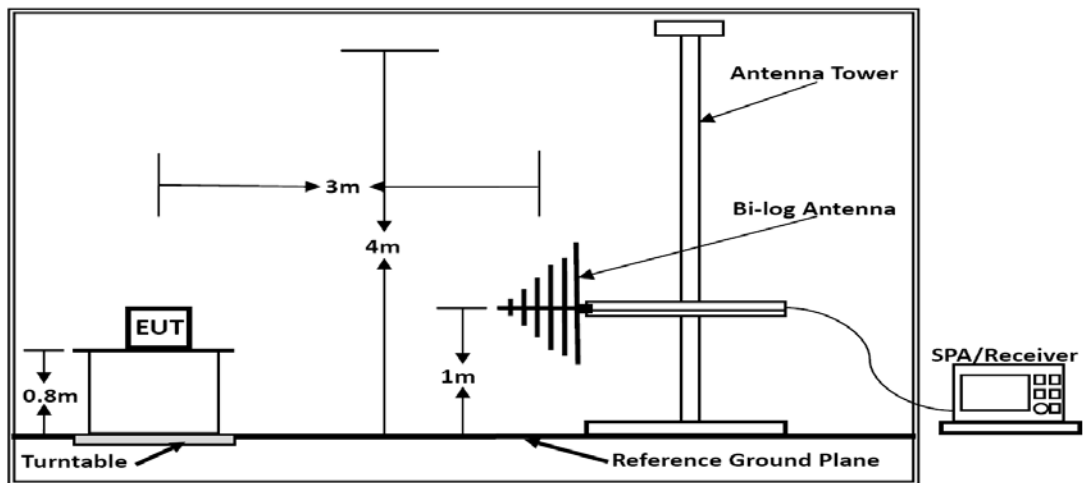 Antenna Tower
3m
Bi-log Antenna
4m
EUT
SPA/Receiver
1m
0.8m
Turntable
Reference Ground Plane